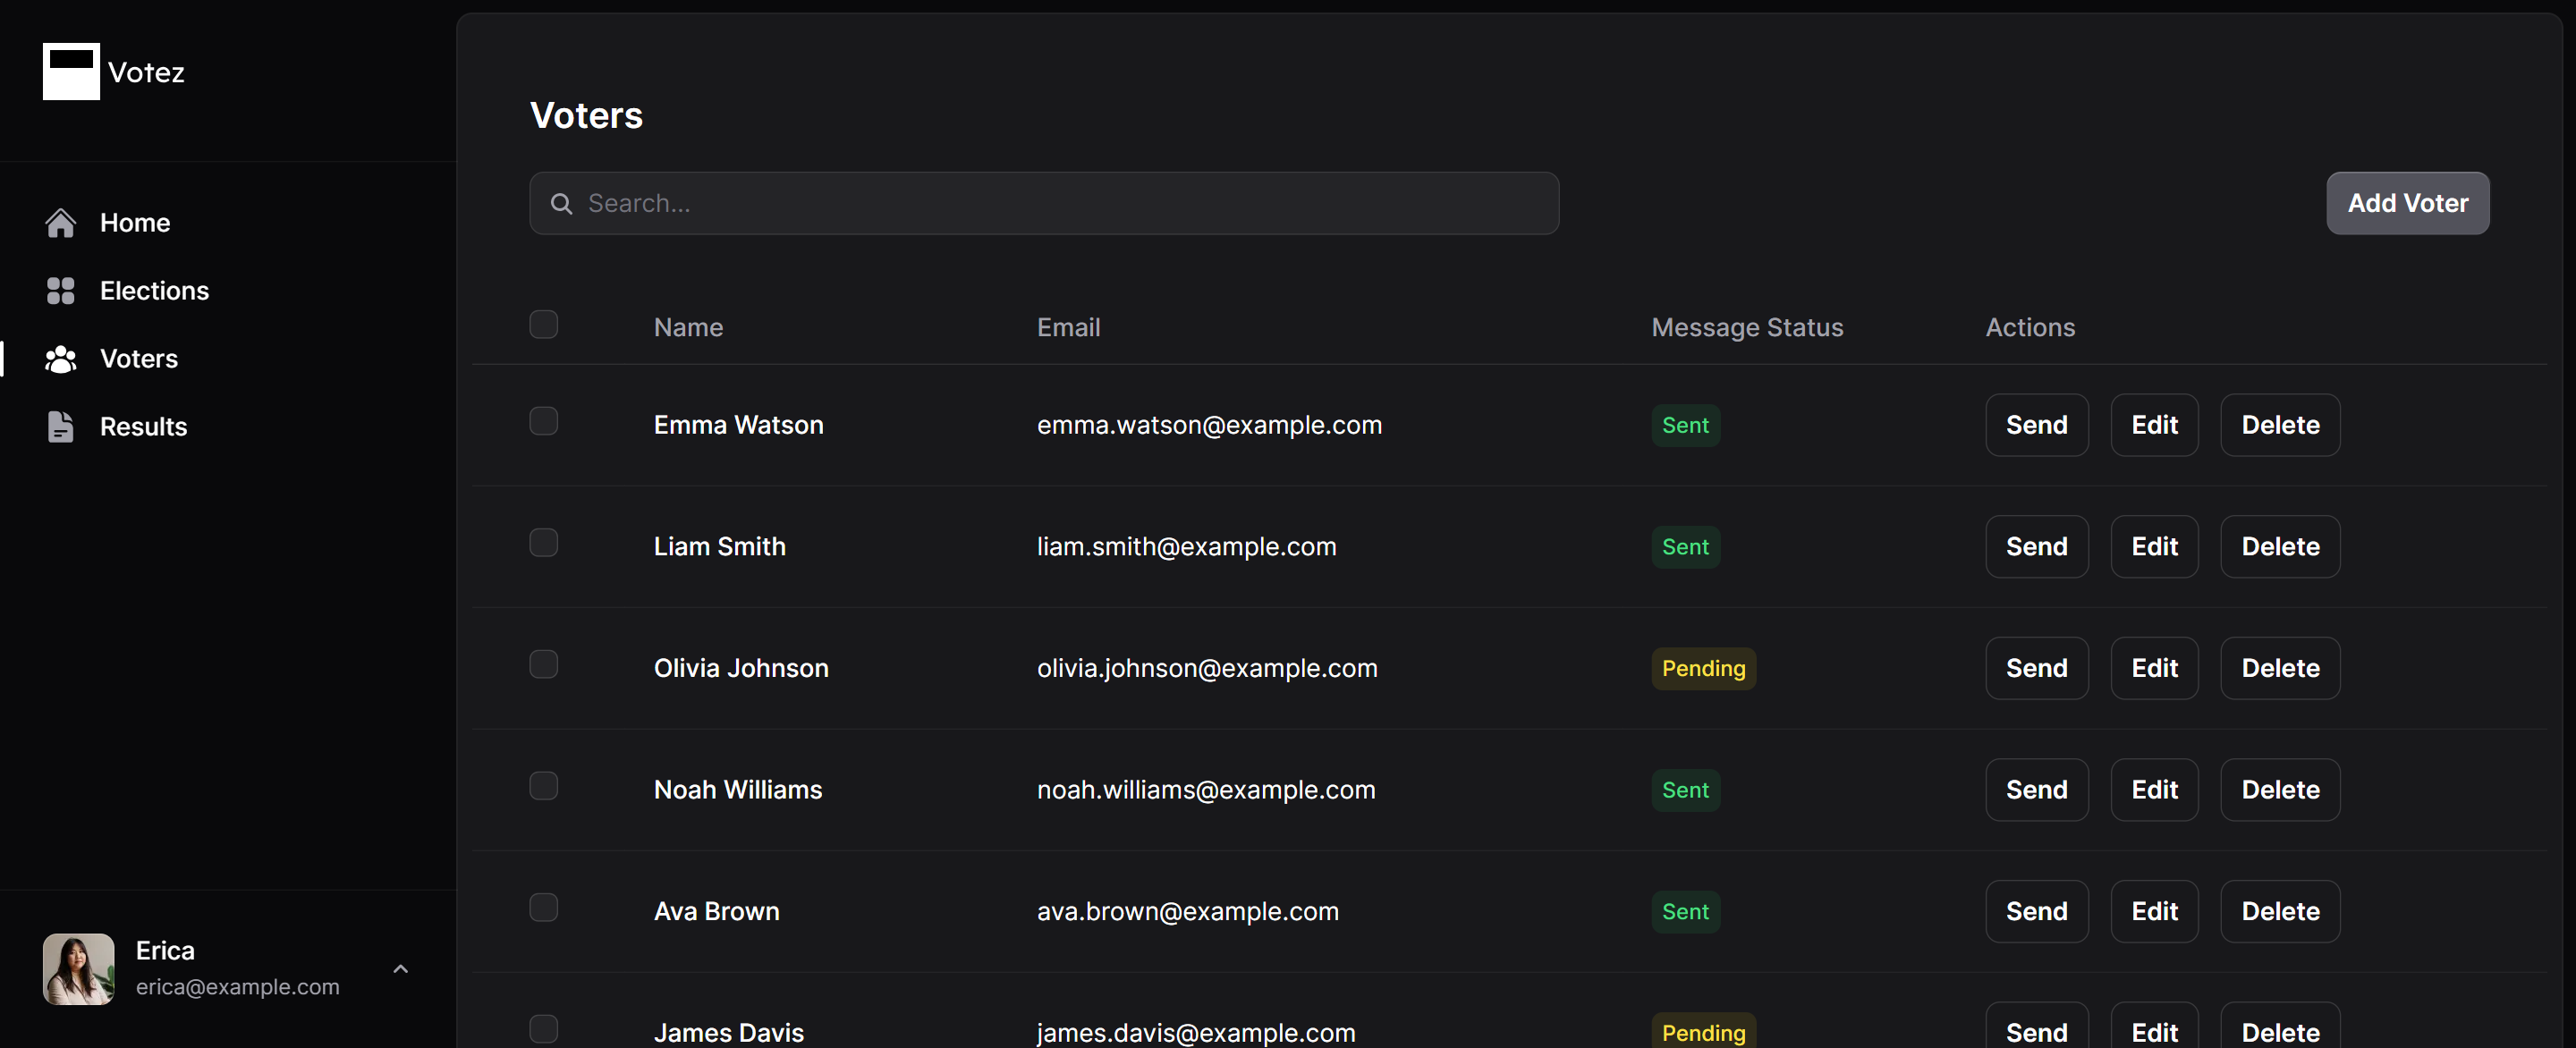 Votez
Home
Elections
Voters
Results
Erica
erica@example.com
Voters
Search...
Add Voter
Name Email Message Status Actions
Emma Watson emma.watson@example.com Sent Send Edit Delete
Liam Smith liam.smith@example.com Sent Send Edit Delete
Olivia Johnson olivia.johnson@example.com Pending Send Edit Delete
Noah Williams noah.williams@example.com Sent Send Edit Delete
Ava Brown ava.brown@example.com Sent Send Edit Delete
James Davis james.davis@example.com Pending Send Edit Delete